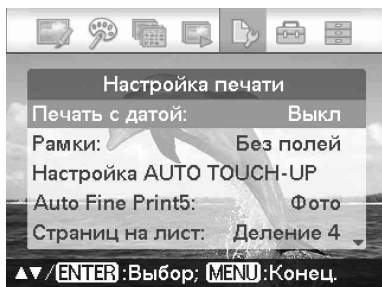 Настройка печати
Печать с датой: Выкл
Рамки: Без полей
Настройка AUTO TOUCH-UP
Auto Fine Print5: Фото
Страниц на лист: Деление 4
▲▼/ENTER:Выбор; MENU:Конец.